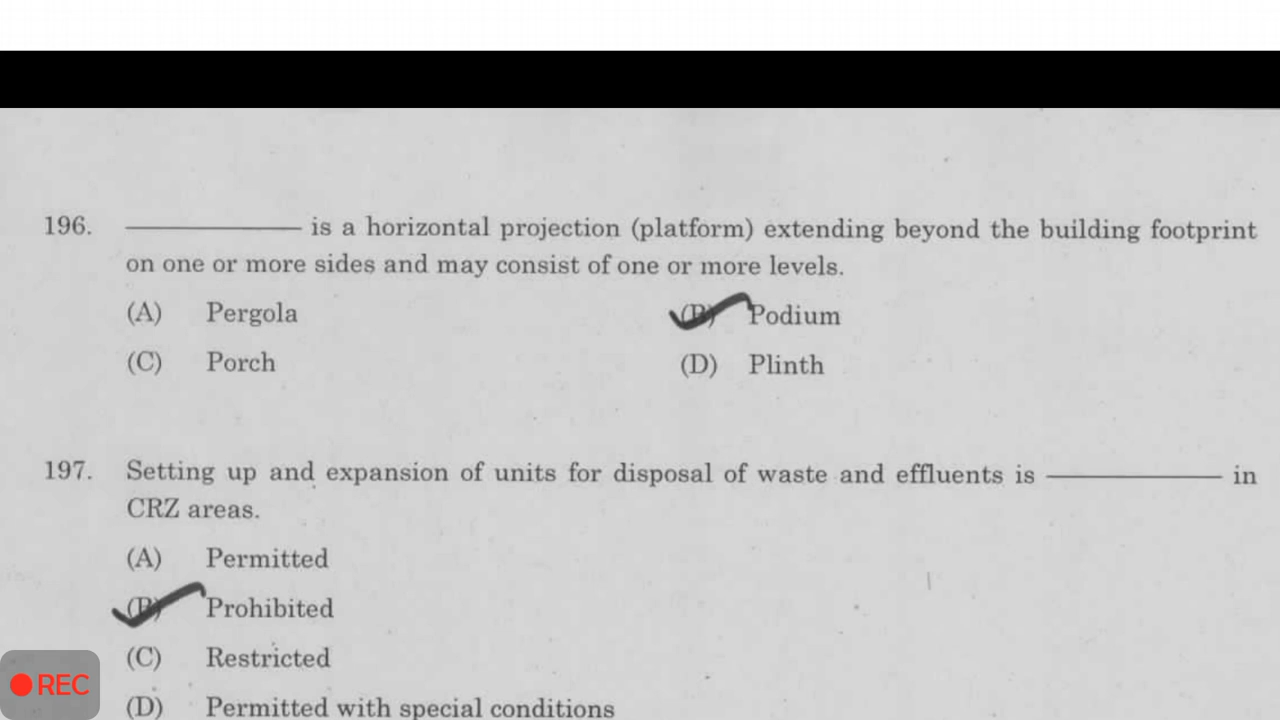 196. ____________ is a horizontal projection (platform) extending beyond the building footprint
on one or more sides and may consist of one or more levels.
(A) Pergola (B) Podium
(C) Porch (D) Plinth
197. Setting up and expansion of units for disposal of waste and effluents is ____________ in
CRZ areas.
(A) Permitted
(B) Prohibited
(C) Restricted
REC
(D) Permitted with special conditions